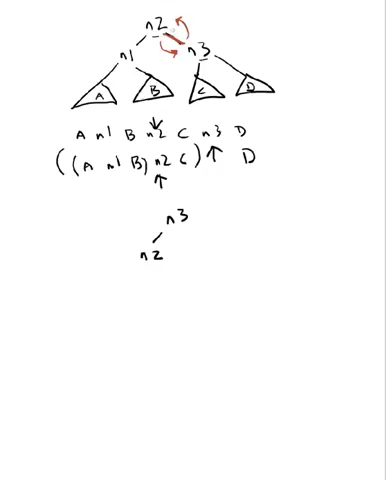 n2
n1 n3
A B C D
A n1 B n2 C n3 D
((A n1 B) n2 C) ↑ D
n3
n2